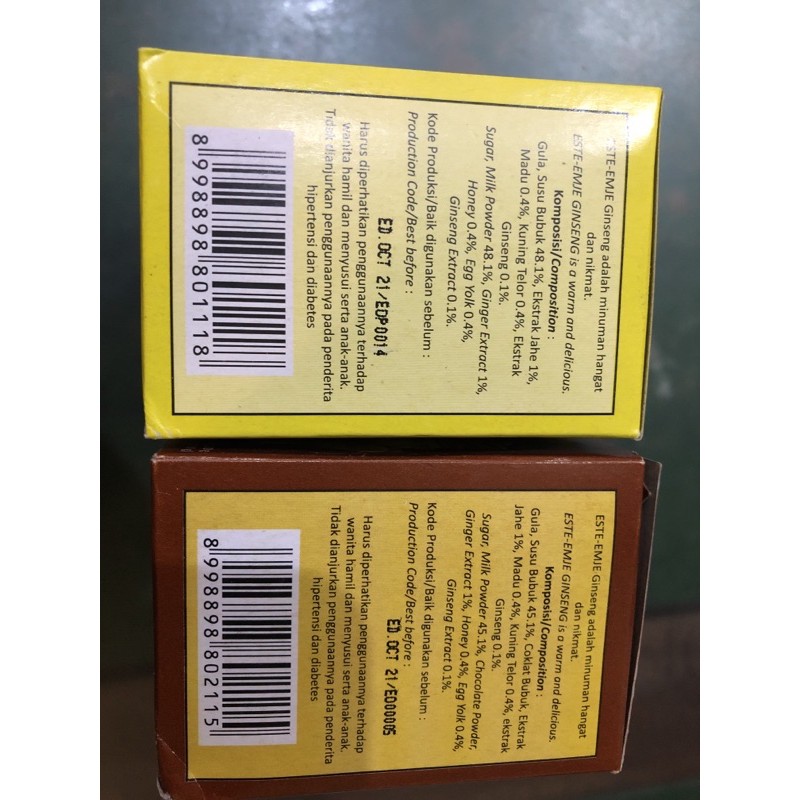 ESTE-EMJE Ginseng adalah minuman hangat
dan nikmat.
ESTE-EMJE GINSENG is a warm and delicious.
Komposisi/Composition :
Gula, Susu Bubuk 48.1%, Ekstrak Jahe 1%,
Madu 0.4%, Kuning Telor 0.4%, Ekstrak
Ginseng 0.1%.
Sugar, Milk Powder 48.1%, Ginger Extract 1%,
Honey 0.4%, Egg Yolk 0.4%,
Ginseng Extract 0.1%.
Kode Produksi/Baik digunakan sebelum :
Production Code/Best before :
ED.OCT 21/EDP0014
Harus diperhatikan penggunaannya terhadap
wanita hamil dan menyusui serta anak-anak.
Tidak dianjurkan penggunaannya pada penderita
hipertensi dan diabetes
8 998898 801118
ESTE-EMJE Ginseng adalah minuman hangat
dan nikmat.
ESTE-EMJE GINSENG is a warm and delicious.
Komposisi/Composition :
Gula, Susu Bubuk 45.1%, Coklat Bubuk, Ekstrak
Jahe 1%, Madu 0.4%, Kuning Telor 0.4%, ekstrak
Ginseng 0.1%.
Sugar, Milk Powder 45.1%, Chocolate Powder,
Ginger Extract 1%, Honey 0.4%, Egg Yolk 0.4%,
Ginseng Extract 0.1%.
Kode Produksi/Baik digunakan sebelum :
Production Code/Best before :
ED.OCT 21/ED00005
Harus diperhatikan penggunaannya terhadap
wanita hamil dan menyusui serta anak-anak.
Tidak dianjurkan penggunaannya pada penderita
hipertensi dan diabetes
8 998898 802115